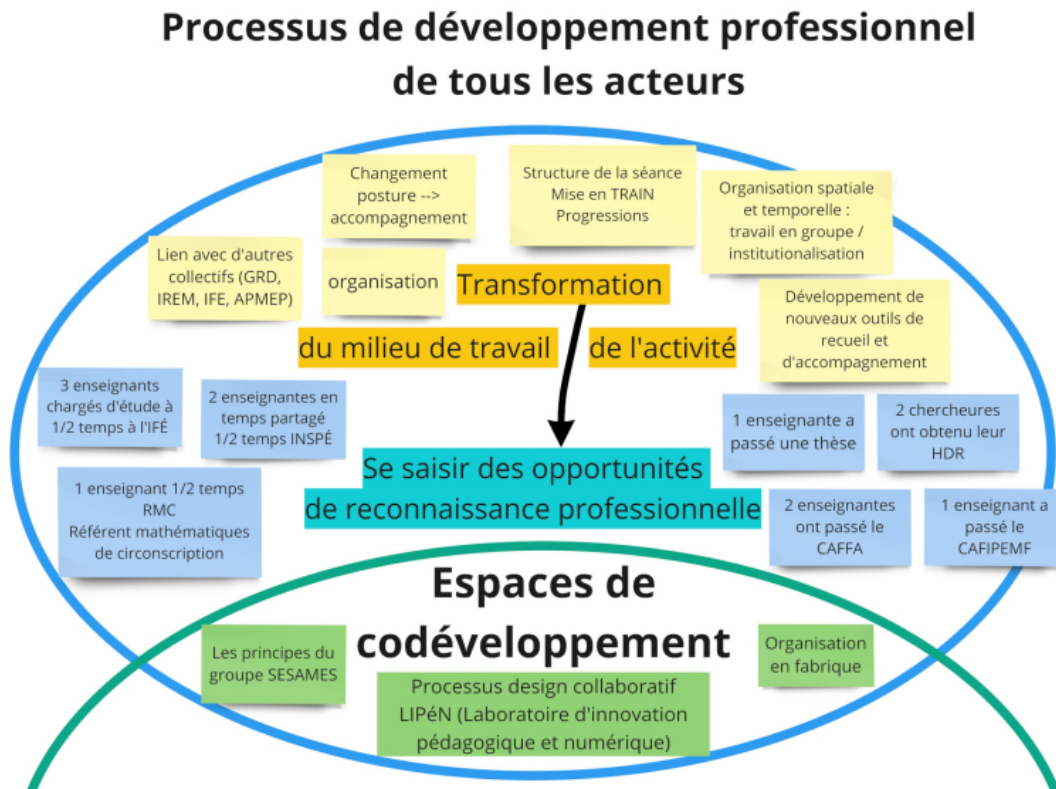 Processus de développement professionnel
de tous les acteurs
Changement
posture -->
accompagnement
Structure de la séance
Mise en TRAIN
Progressions
Organisation spatiale
et temporelle :
travail en groupe /
institutionalisation
Lien avec d'autres
collectifs (GRD,
IREM, IFE, APMEP)
organisation
Transformation
du milieu de travail
de l'activité
Développement de
nouveaux outils de
recueil et
d'accompagnement
3 enseignants
chargés d'étude à
1/2 temps à l'IFÉ
2 enseignantes en
temps partagé
1/2 temps INSPÉ
1 enseignant 1/2 temps
RMC
Référent mathématiques
de circonscription
Se saisir des opportunités
de reconnaissance professionnelle
1 enseignante a
passé une thèse
2 chercheures
ont obtenu leur
HDR
2 enseignantes
ont passé le
CAFFA
1 enseignant a
passé le
CAFIPEMF
Espaces de
codéveloppement
Les principes du
groupe SESAMES
Processus design collaboratif
LIPéN (Laboratoire d'innovation
pédagogique et numérique)
Organisation
en fabrique